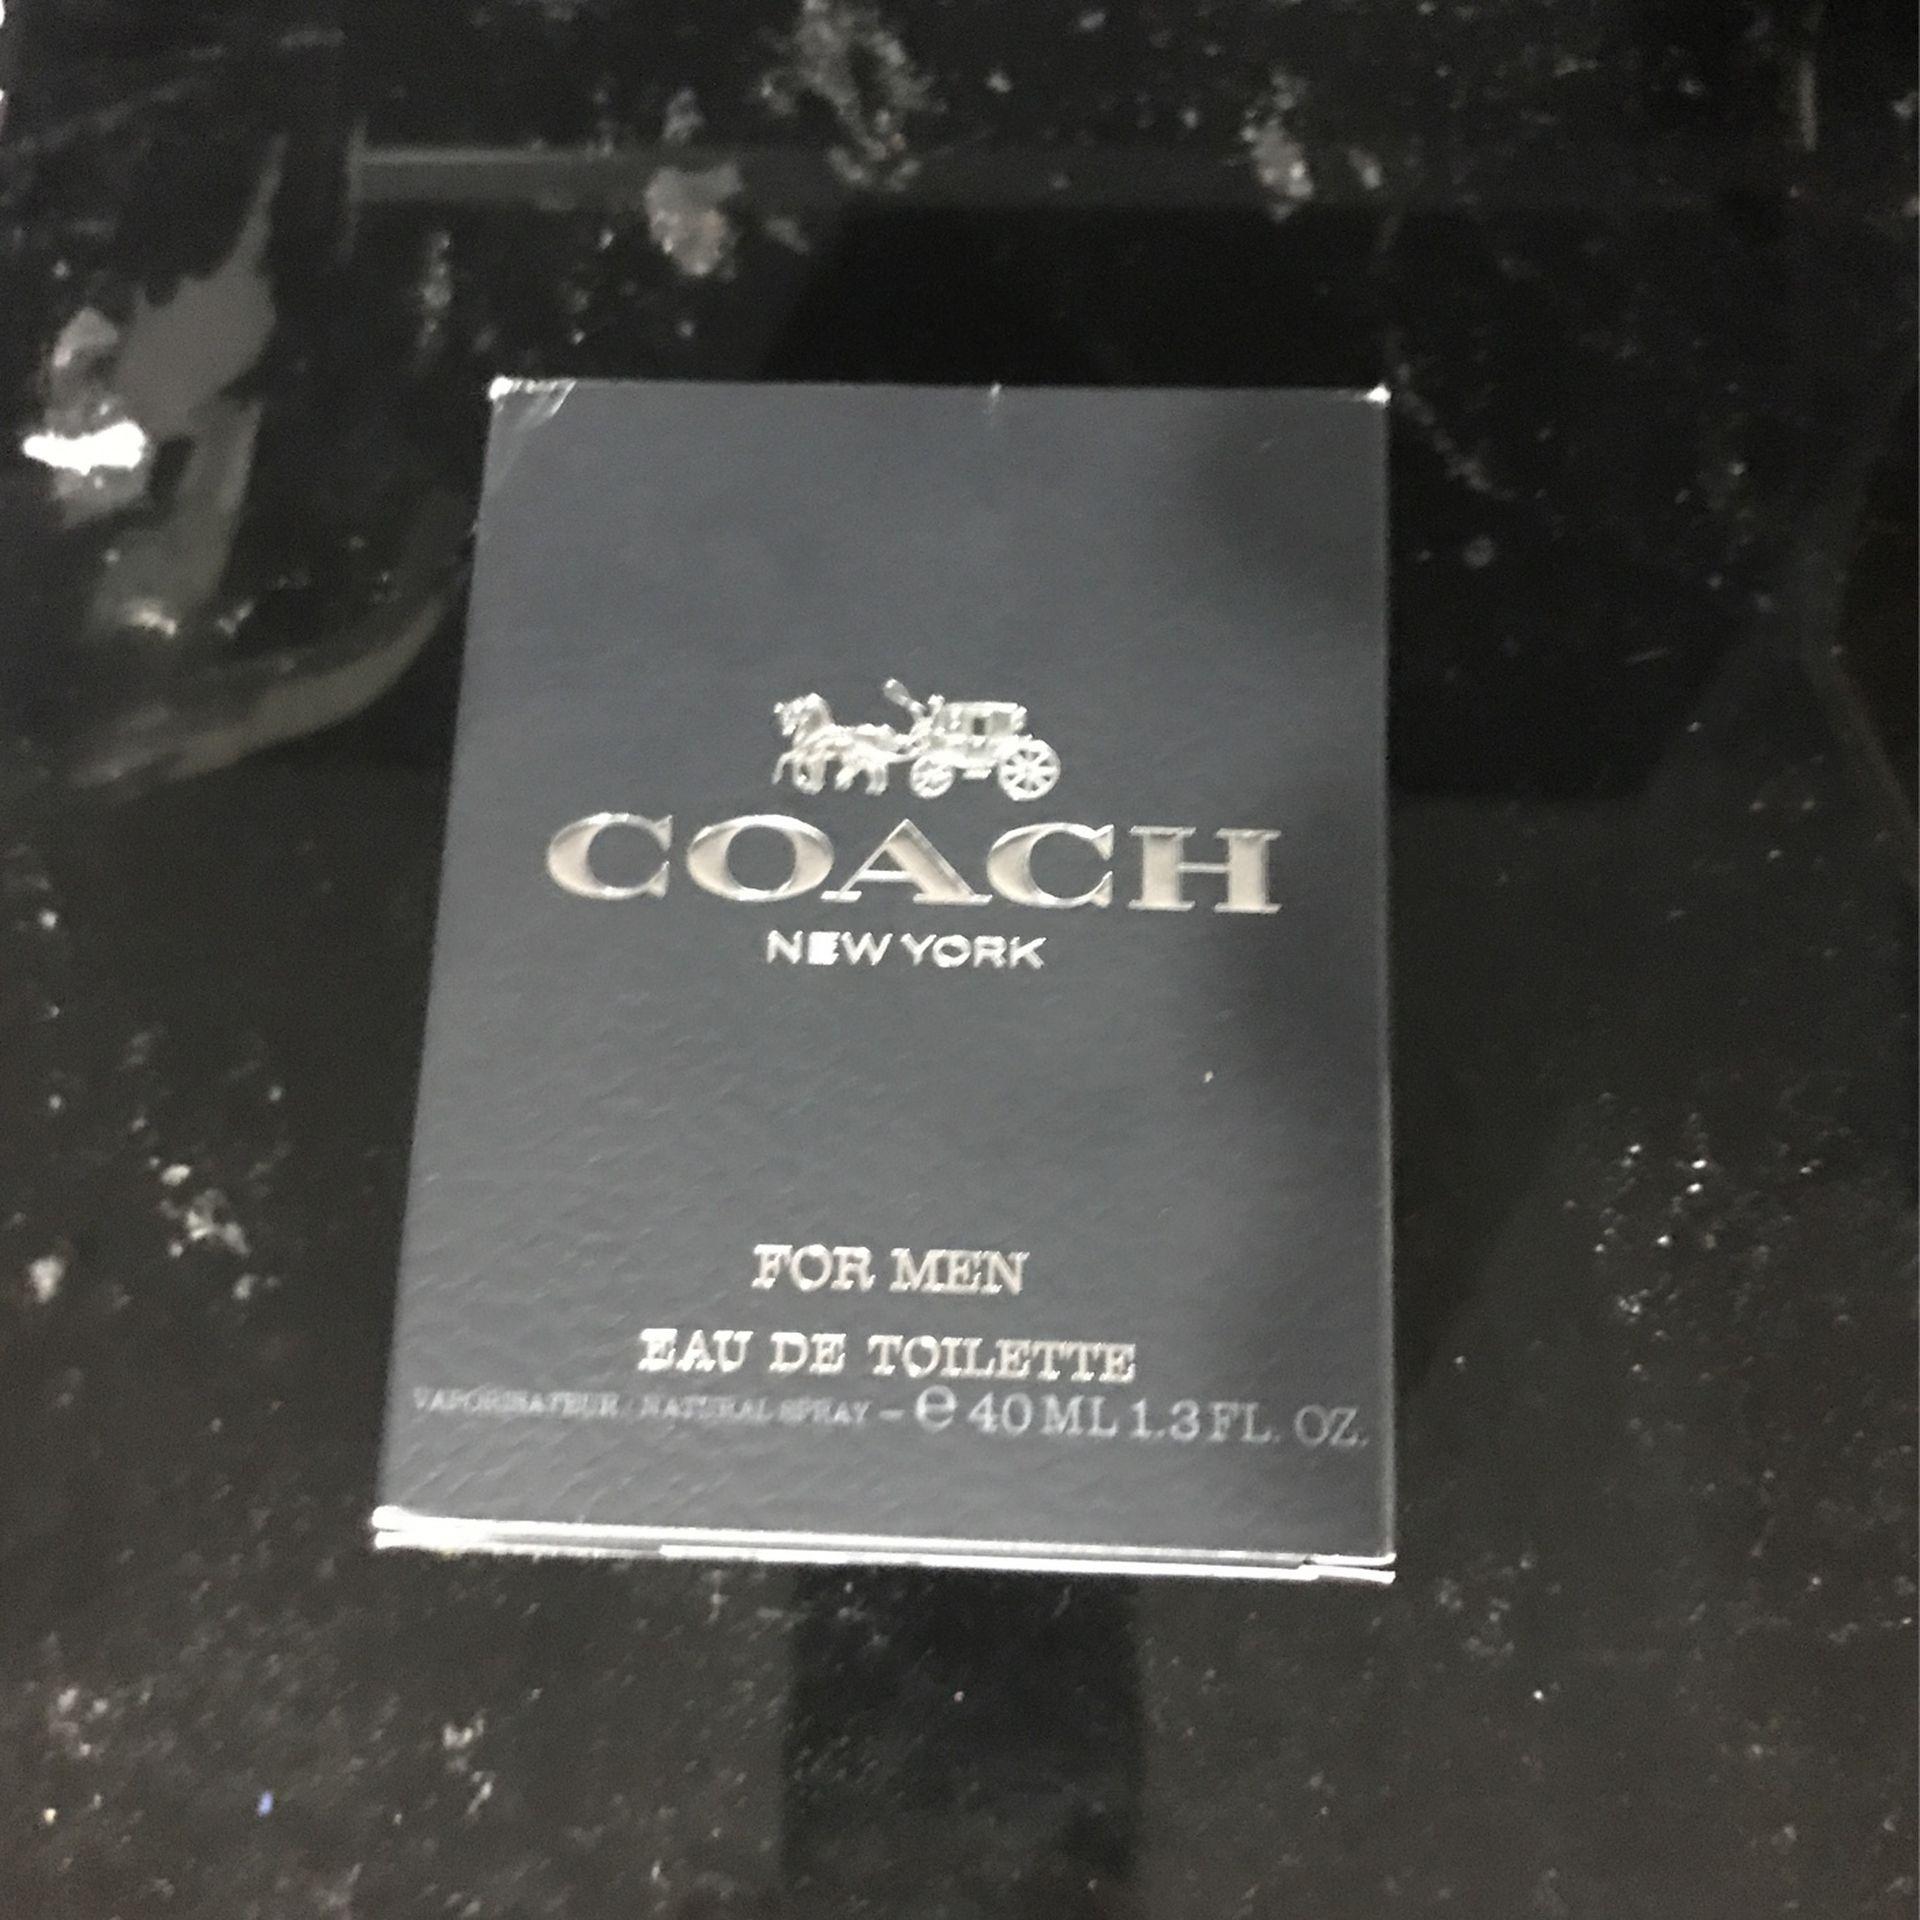 COACH
NEW YORK
FOR MEN
EAU DE TOILETTE
VAPORISATEUR / NATURAL SPRAY – ℮ 40 ML 1.3 FL. OZ.